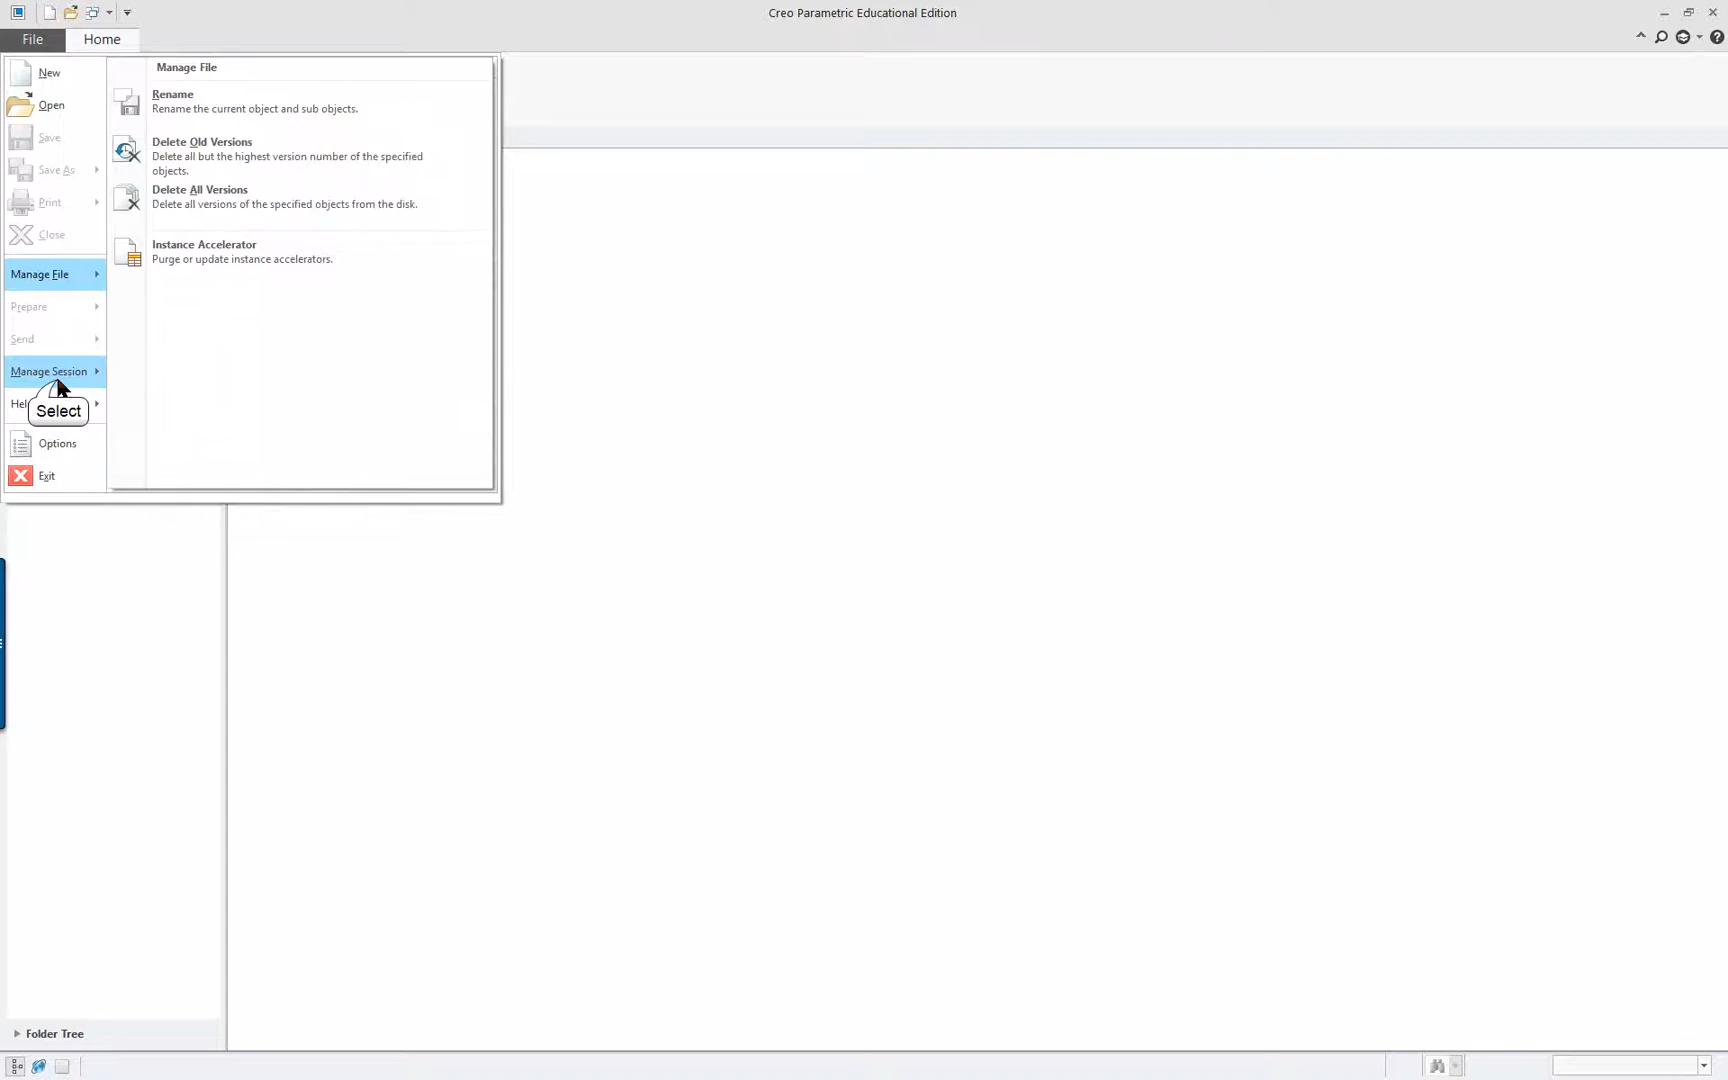 Creo Parametric Educational Edition
File
Home
New
Open
Save
Save As
Print
Close
Manage File
Prepare
Send
Manage Session
Hel
Select
Options
Exit
Manage File
Rename
Rename the current object and sub objects.
Delete Old Versions
Delete all but the highest version number of the specified
objects.
Delete All Versions
Delete all versions of the specified objects from the disk.
Instance Accelerator
Purge or update instance accelerators.
Folder Tree